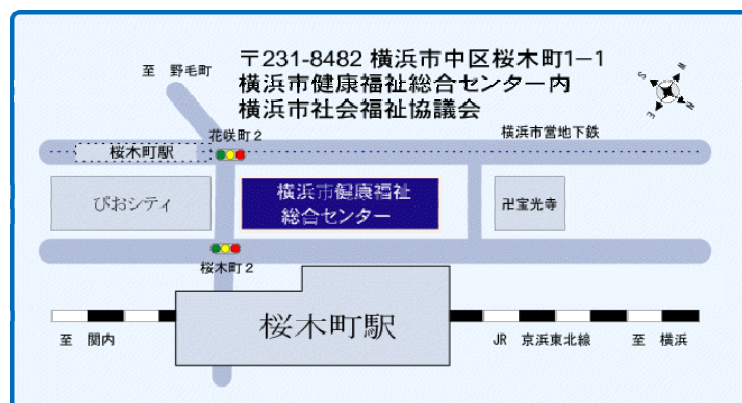 〒231-8482 横浜市中区桜木町1−1
横浜市健康福祉総合センター内
横浜市社会福祉協議会
至 野毛町
花咲町2
横浜市営地下鉄
桜木町駅
ぴおシティ
横浜市健康福祉
総合センター
卍宝光寺
桜木町2
桜木町駅
至 関内
JR 京浜東北線 至 横浜
N
S
E
W